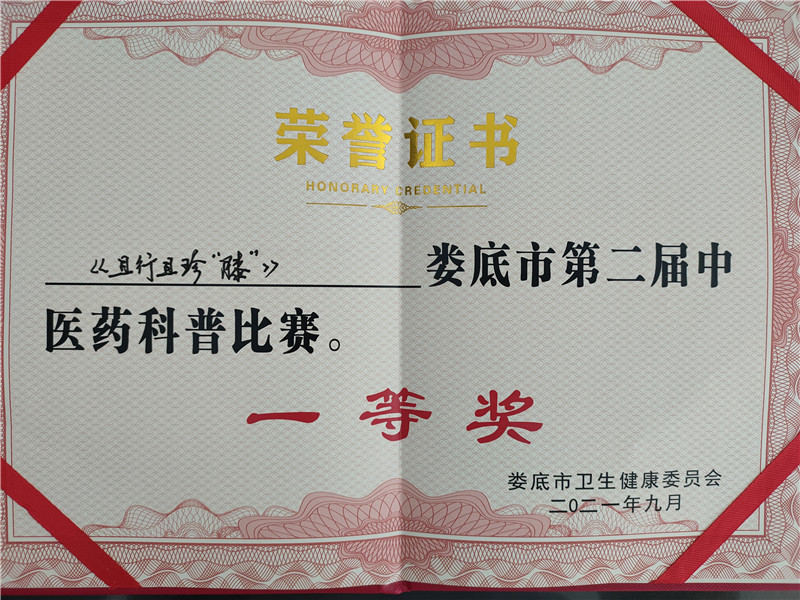 荣誉证书
HONORARY CREDENTIAL
《且行且珍“膝”》 娄底市第二届中
医药科普比赛。
一等奖
娄底市卫生健康委员会
二〇二一年九月